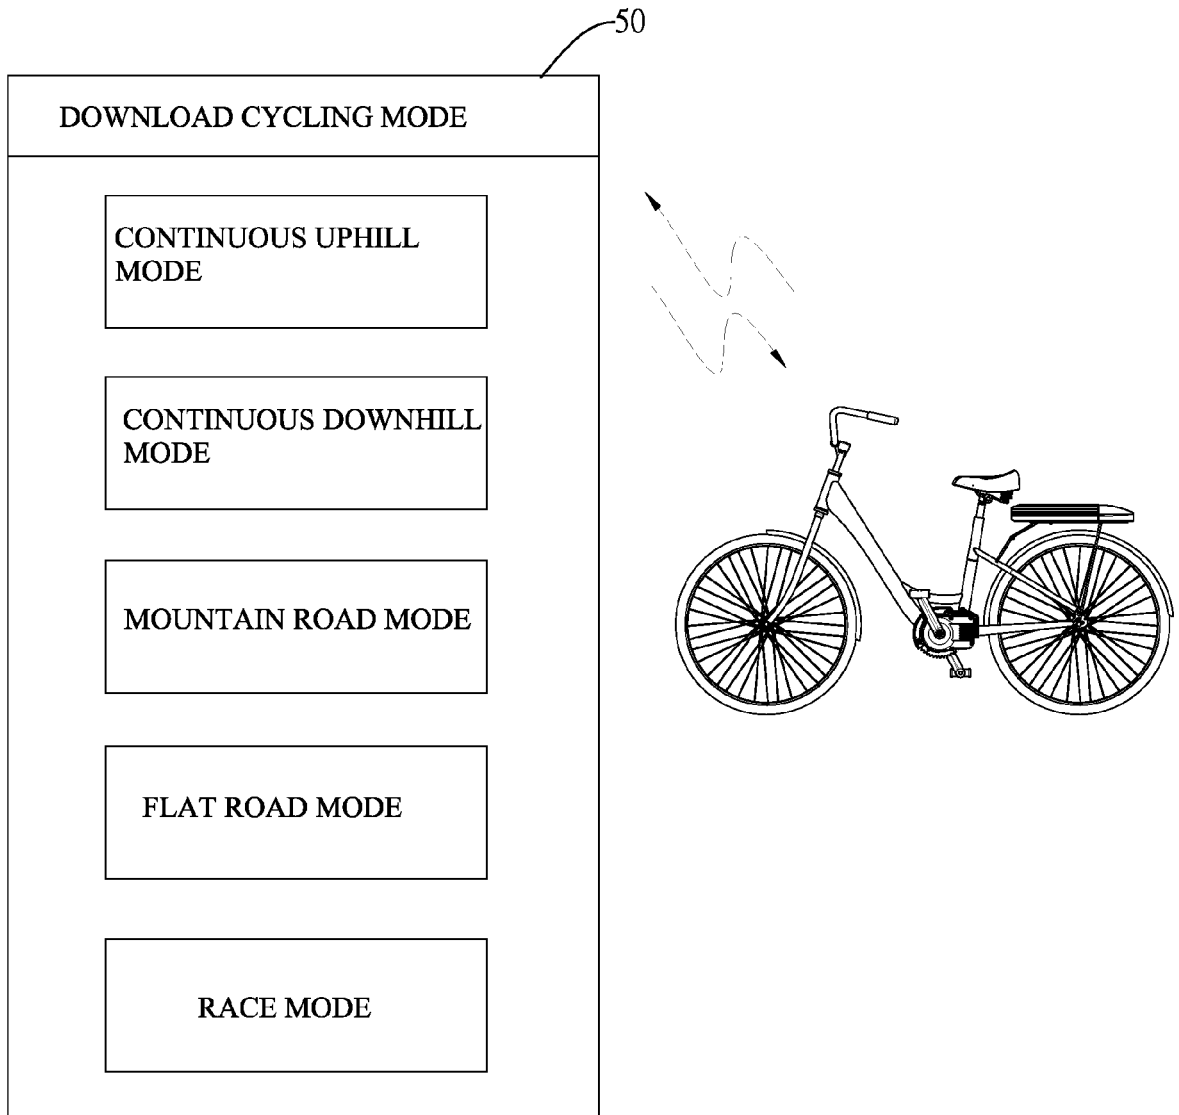 50
DOWNLOAD CYCLING MODE
CONTINUOUS UPHILL
MODE
CONTINUOUS DOWNHILL
MODE
MOUNTAIN ROAD MODE
FLAT ROAD MODE
RACE MODE